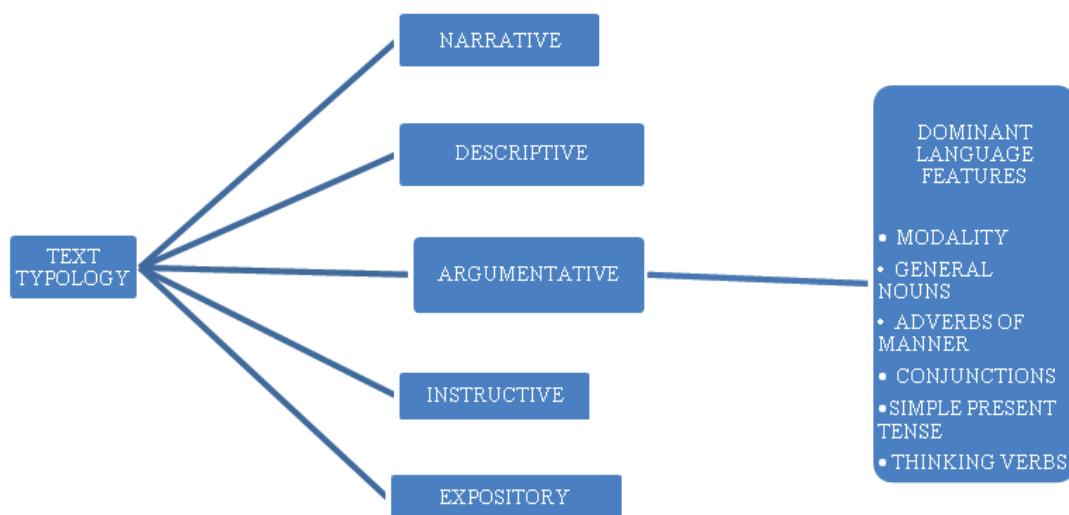 NARRATIVE
DESCRIPTIVE
TEXT
TYPOLOGY
ARGUMENTATIVE
INSTRUCTIVE
EXPOSITORY
DOMINANT
LANGUAGE
FEATURES
• MODALITY
• GENERAL
NOUNS
• ADVERBS OF
MANNER
• CONJUNCTIONS
•SIMPLE PRESENT
TENSE
• THINKING VERBS